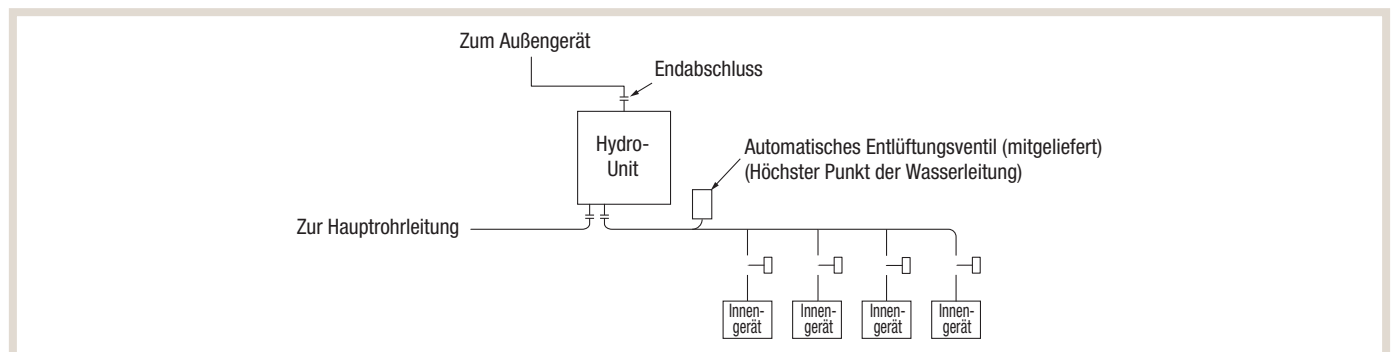 Zum Außengerät
Endabschluss
Hydro-
Unit
Automatisches Entlüftungsventil (mitgeliefert)
(Höchster Punkt der Wasserleitung)
Zur Hauptrohrleitung
Innen-
gerät
Innen-
gerät
Innen-
gerät
Innen-
gerät